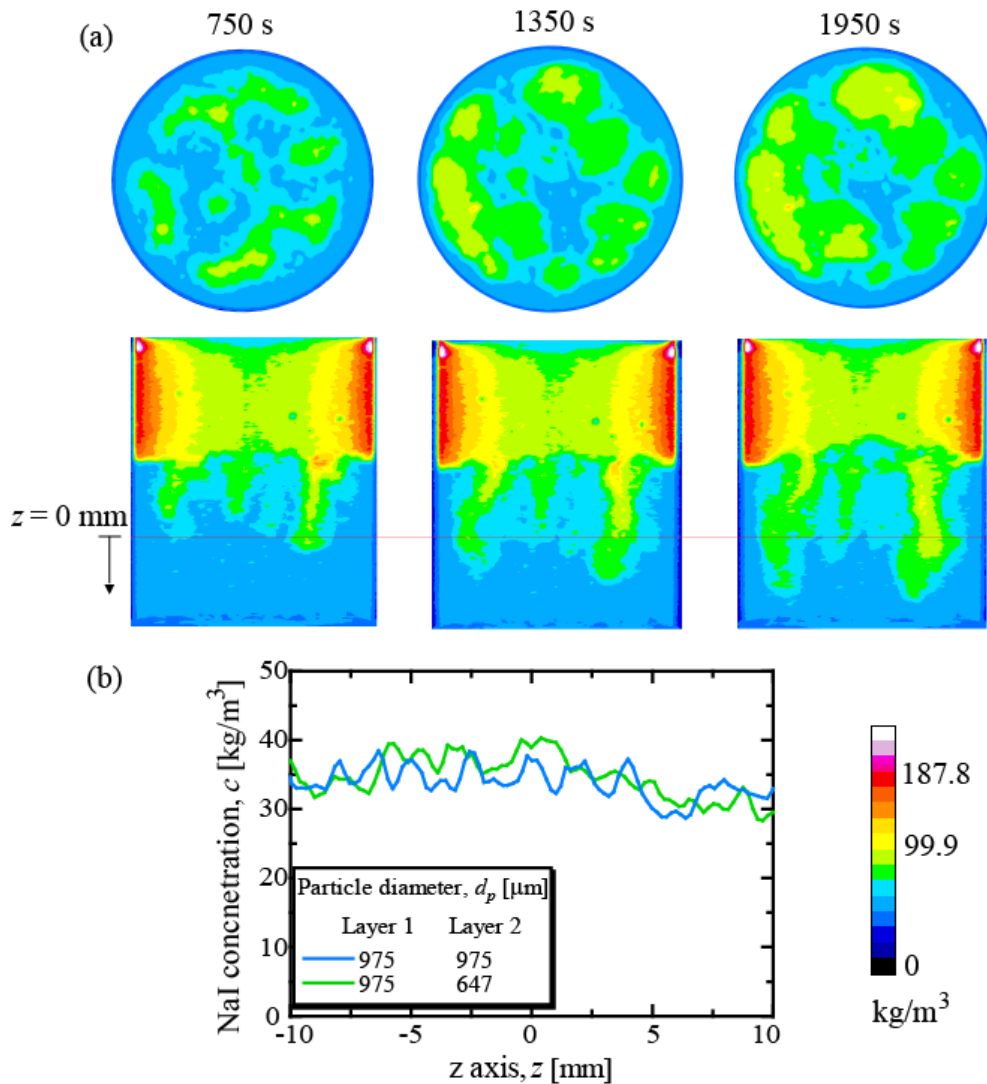 (a)
750 s
1350 s
1950 s
z = 0 mm
(b)
NaI concnetration, c [kg/m³]
50
40
30
20
10
0
Particle diameter, dₚ [μm]
Layer 1 Layer 2
975 975
975 647
-10 -5 0 5 10
z axis, z [mm]
187.8
99.9
0
kg/m³